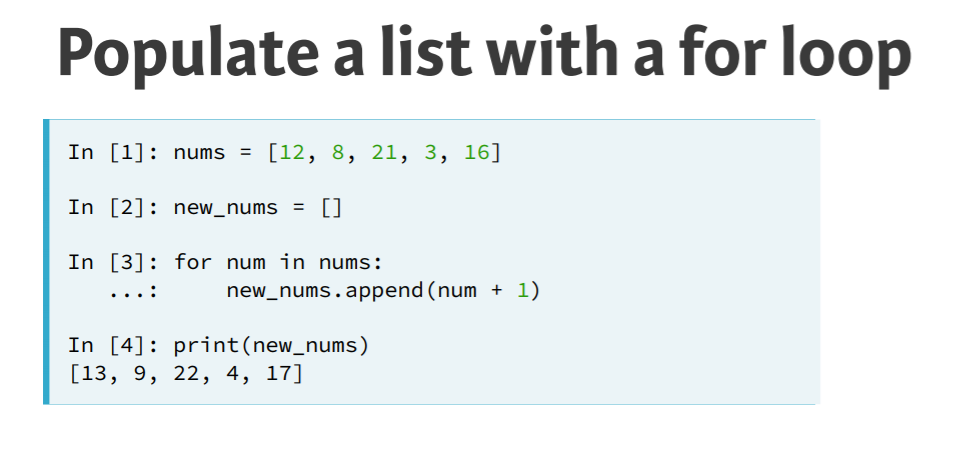 Populate a list with a for loop
In [1]: nums = [12, 8, 21, 3, 16]
In [2]: new_nums = []
In [3]: for num in nums:
   ...:     new_nums.append(num + 1)
In [4]: print(new_nums)
[13, 9, 22, 4, 17]